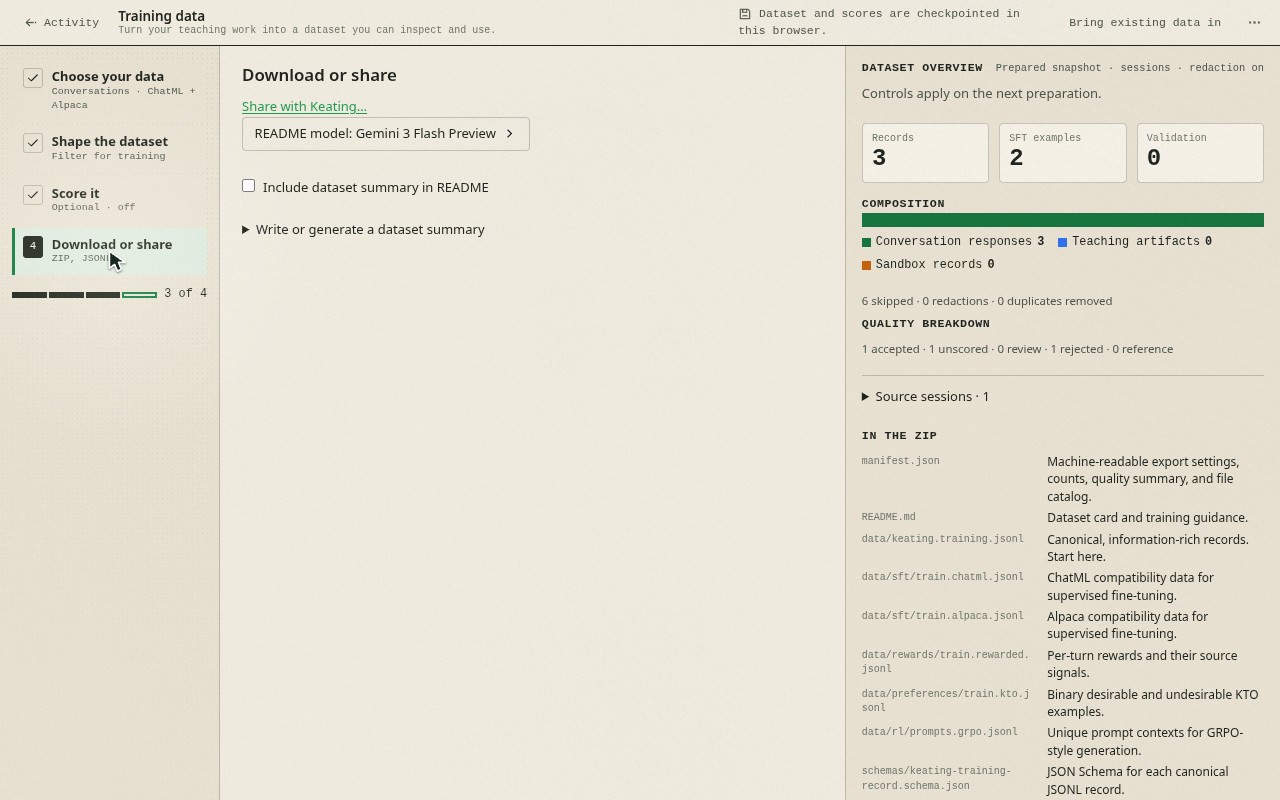 Activity
Training data
Turn your teaching work into a dataset you can inspect and use.
Dataset and scores are checkpointed in
this browser.
Bring existing data in
Choose your data
Conversations · ChatML +
Alpaca
Shape the dataset
Filter for training
Score it
Optional · off
4
Download or share
ZIP, JSON
3 of 4
Download or share
Share with Keating...
README model: Gemini 3 Flash Preview
Include dataset summary in README
Write or generate a dataset summary
DATASET OVERVIEW
Prepared snapshot · sessions · redaction on
Controls apply on the next preparation.
Records
3
SFT examples
2
Validation
0
COMPOSITION
Conversation responses 3
Teaching artifacts 0
Sandbox records 0
6 skipped · 0 redactions · 0 duplicates removed
QUALITY BREAKDOWN
1 accepted · 1 unscored · 0 review · 1 rejected · 0 reference
Source sessions · 1
IN THE ZIP
manifest.json
Machine-readable export settings,
counts, quality summary, and file
catalog.
README.md
Dataset card and training guidance.
data/keating.training.jsonl
Canonical, information-rich records.
Start here.
data/sft/train.chatml.jsonl
ChatML compatibility data for
supervised fine-tuning.
data/sft/train.alpaca.jsonl
Alpaca compatibility data for
supervised fine-tuning.
data/rewards/train.rewarded.
jsonl
Per-turn rewards and their source
signals.
data/preferences/train.kto.j
sonl
Binary desirable and undesirable KTO
examples.
data/rl/prompts.grpo.jsonl
Unique prompt contexts for GRPO-
style generation.
schemas/keating-training-
record.schema.json
JSON Schema for each canonical
JSONL record.